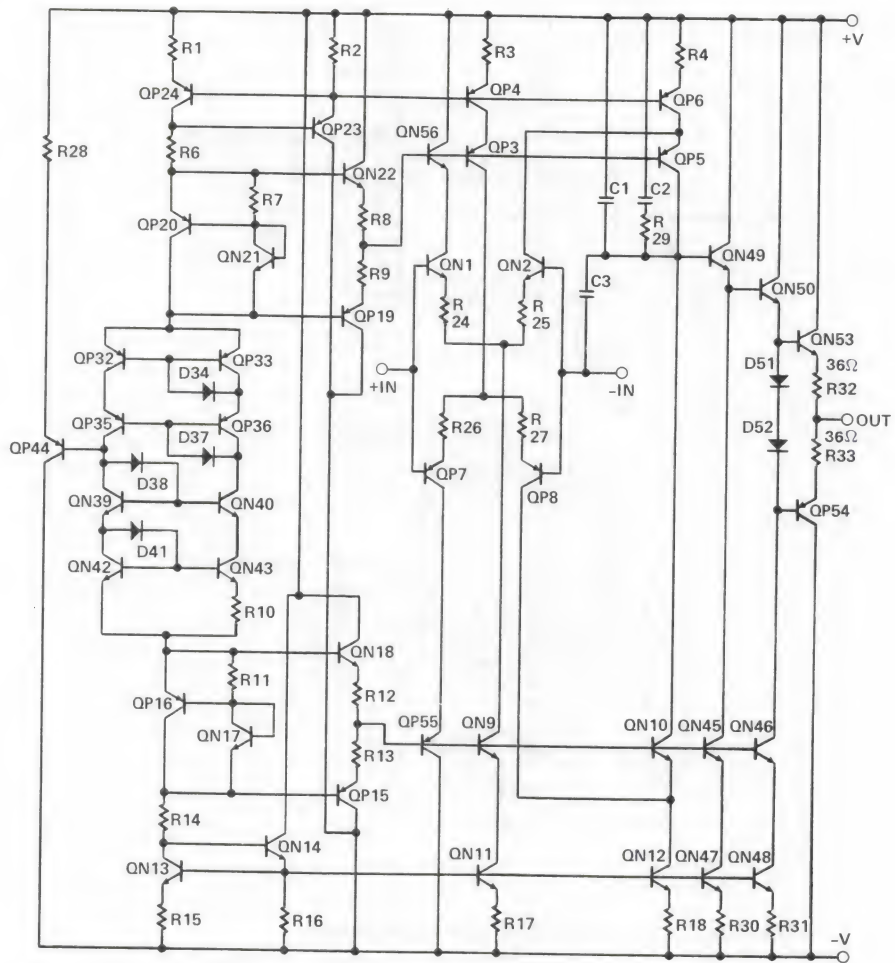 +V
R1
R2
R3
R4
QP24
QP4
QP6
QP23
QN56
QP3
QP5
R28
R6
C1
C2
QN22
R7
R8
R
29
QP20
QN21
QN1
QN2
QN49
R9
C3
QN50
QP19
R
24
R
25
QN53
QP32
QP33
D34
+IN
-IN
D51
36Ω
R32
QP35
QP36
D37
R26
R
27
D52
OUT
36Ω
R33
QP44
D38
QP7
QP8
QN39
QN40
QP54
D41
QN42
QN43
R10
QN18
R11
R12
QP16
QN17
QP55
QN9
QN10
QN45
QN46
R13
QP15
R14
QN14
QN13
QN11
QN12
QN47
QN48
R15
R16
R17
R18
R30
R31
-V